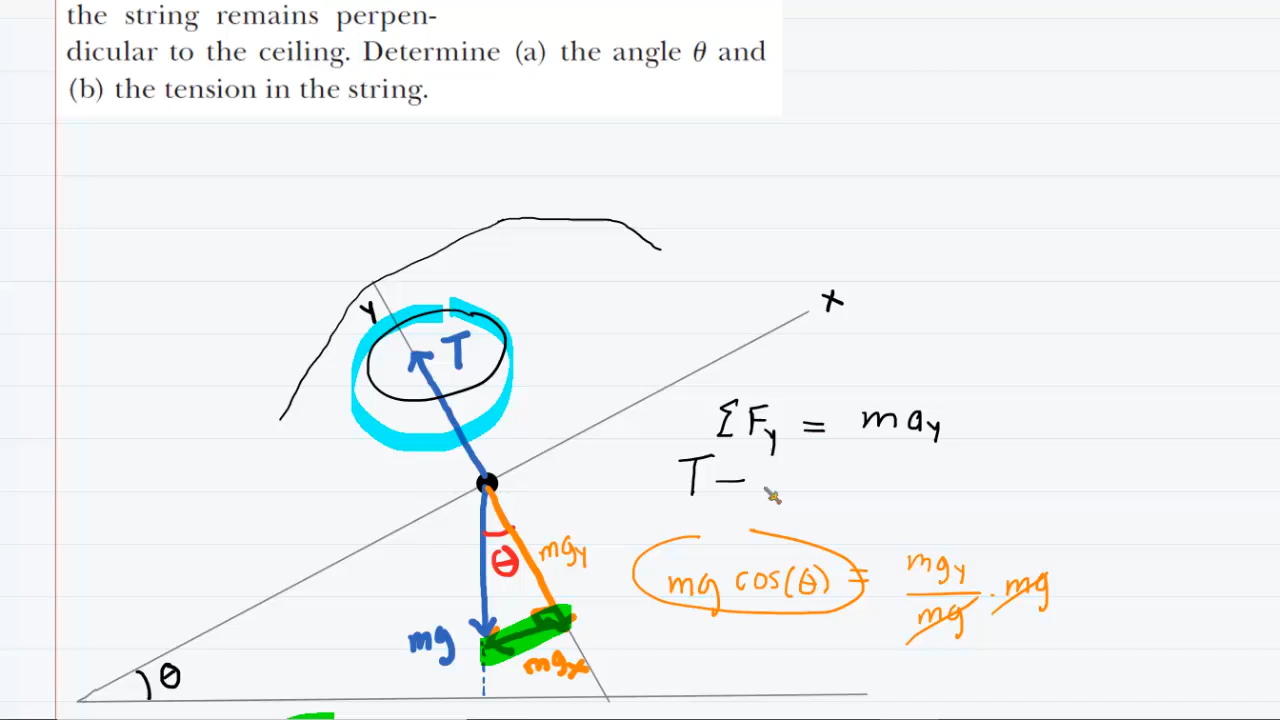 the string remains perpen-
dicular to the ceiling. Determine (a) the angle θ and
(b) the tension in the string.
x
y
T
ΣFy = may
T –
θ
mgy
mg cos(θ) = mgy/mg · mg
mg
mgx
θ